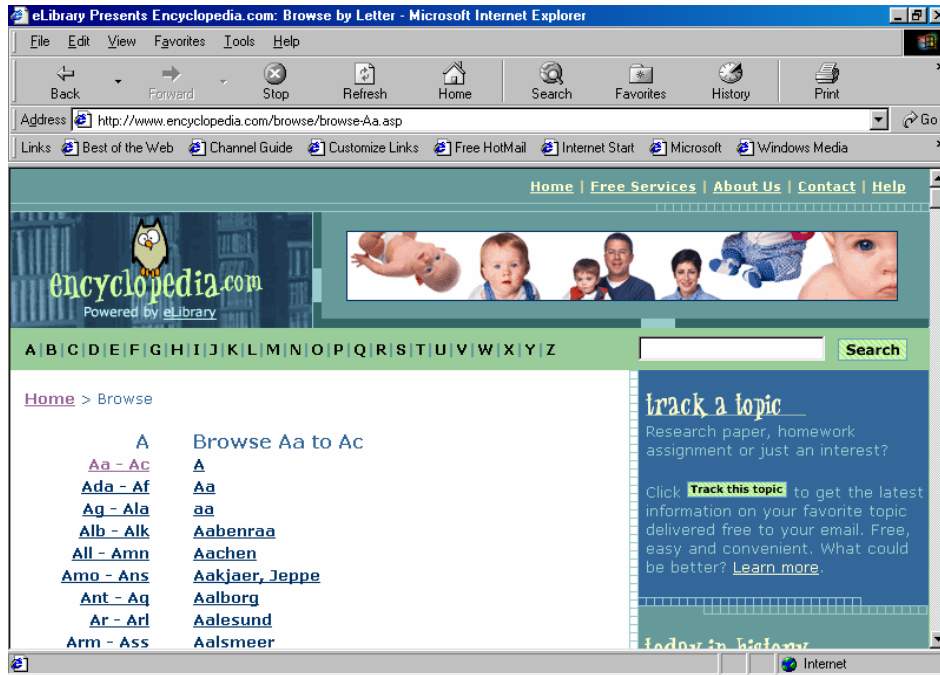 eLibrary Presents Encyclopedia.com: Browse by Letter - Microsoft Internet Explorer
File Edit View Favorites Tools Help
Back Forward Stop Refresh Home Search Favorites History Print
Address http://www.encyclopedia.com/browse/browse-Aa.asp Go
Links Best of the Web Channel Guide Customize Links Free HotMail Internet Start Microsoft Windows Media
Home | Free Services | About Us | Contact | Help
encyclopedia.com
Powered by eLibrary
A|B|C|D|E|F|G|H|I|J|K|L|M|N|O|P|Q|R|S|T|U|V|W|X|Y|Z Search
Home > Browse
A Browse Aa to Ac
Aa - Ac A
Ada - Af Aa
Ag - Ala aa
Alb - Alk Aabenraa
All - Amn Aachen
Amo - Ans Aakjaer, Jeppe
Ant - Aq Aalborg
Ar - Arl Aalesund
Arm - Ass Aalsmeer
track a topic
Research paper, homework
assignment or just an interest?
Click Track this topic to get the latest
information on your favorite topic
delivered free to your email. Free,
easy and convenient. What could
be better? Learn more.
today in history
Internet